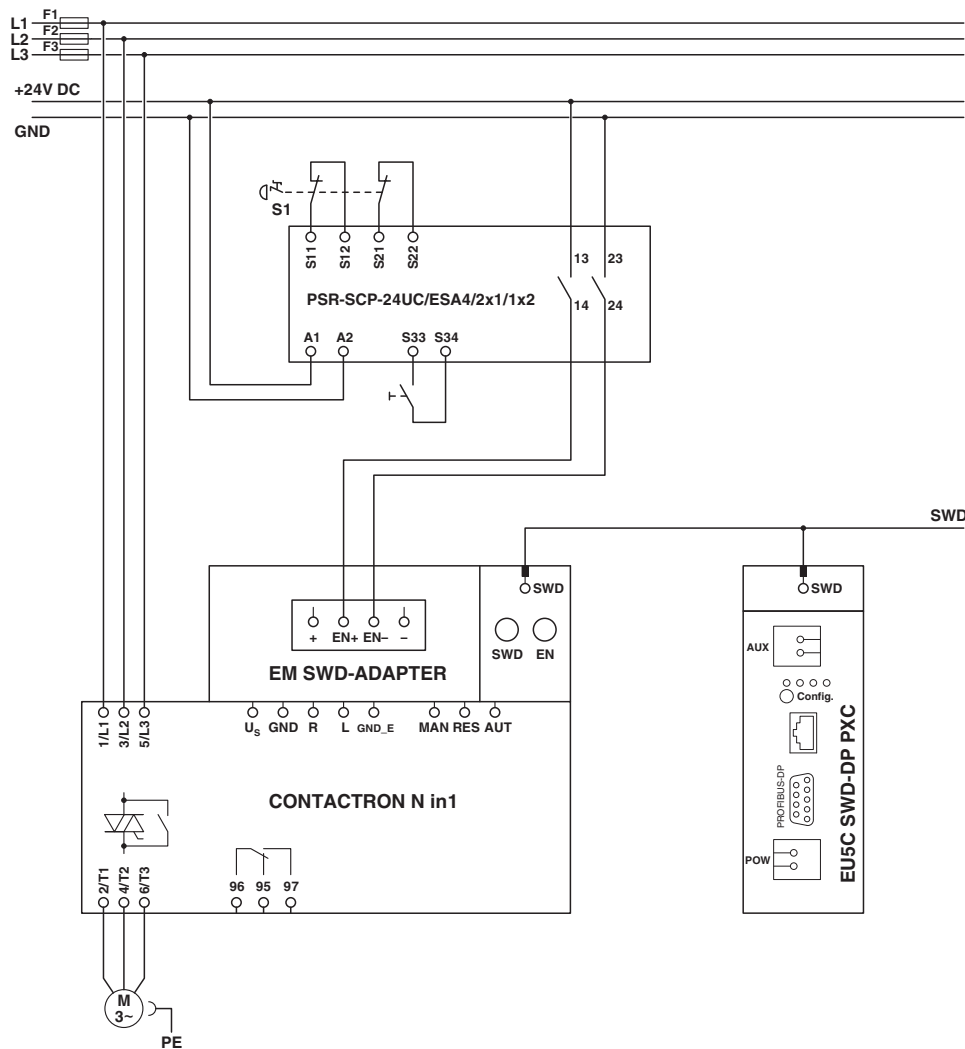 F1
L1
F2
L2
F3
L3
+24V DC
GND
S1
S11 S12 S21 S22
13 23
PSR-SCP-24UC/ESA4/2x1/1x2
14 24
A1 A2 S33 S34
SWD
SWD SWD
+ EN+ EN– –
SWD EN
AUX
EM SWD-ADAPTER
Config.
1/L1 3/L2 5/L3
US GND R L GND_E MAN RES AUT
CONTACTRON N in1
PROFIBUS-DP
EU5C SWD-DP PXC
POW
2/T1 4/T2 6/T3
96 95 97
M
3~
PE